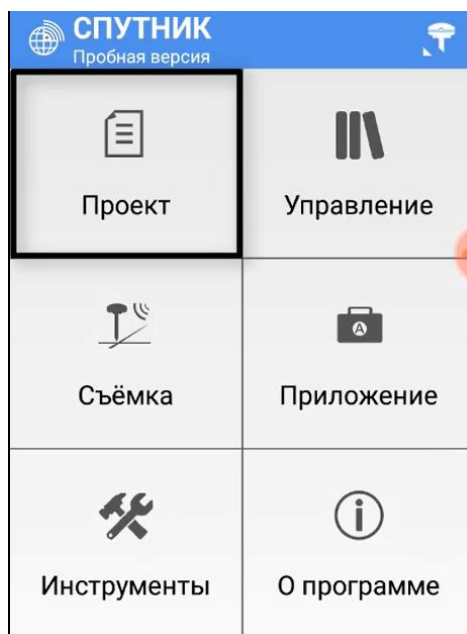 СПУТНИК
Пробная версия
Проект
Управление
Съёмка
Приложение
A
Инструменты
О программе